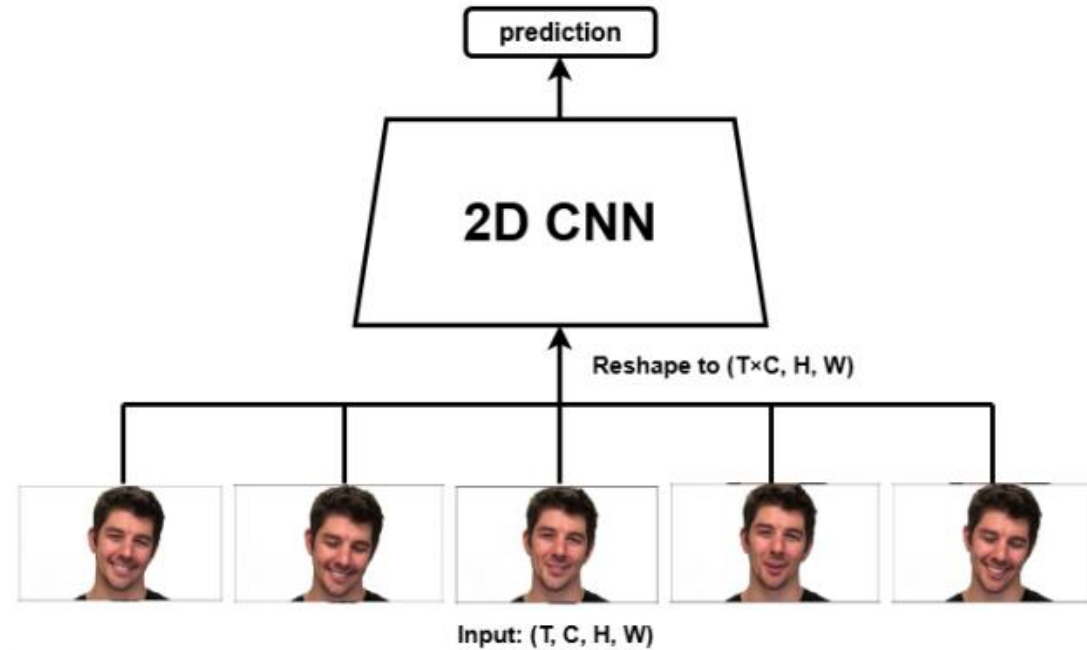 prediction
2D CNN
Reshape to (T×C, H, W)
Input: (T, C, H, W)